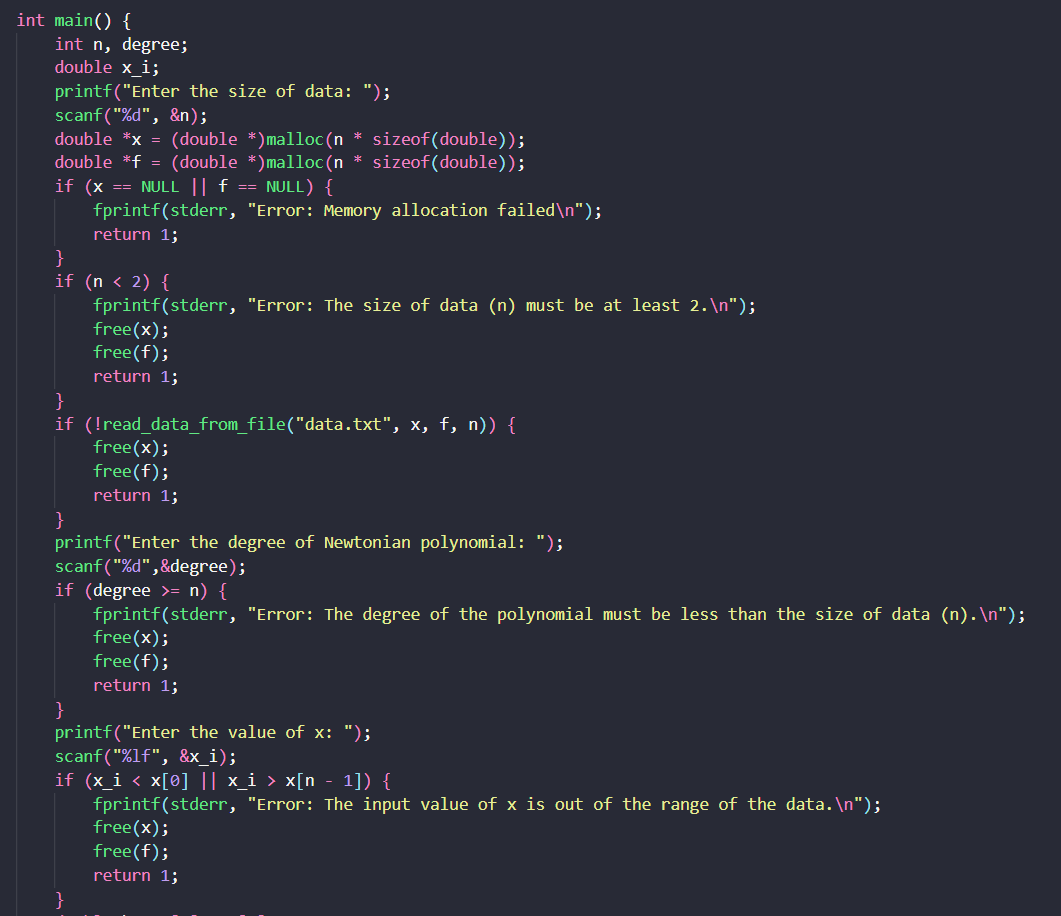 int main() {
    int n, degree;
    double x_i;
    printf("Enter the size of data: ");
    scanf("%d", &n);
    double *x = (double *)malloc(n * sizeof(double));
    double *f = (double *)malloc(n * sizeof(double));
    if (x == NULL || f == NULL) {
        fprintf(stderr, "Error: Memory allocation failed\n");
        return 1;
    }
    if (n < 2) {
        fprintf(stderr, "Error: The size of data (n) must be at least 2.\n");
        free(x);
        free(f);
        return 1;
    }
    if (!read_data_from_file("data.txt", x, f, n)) {
        free(x);
        free(f);
        return 1;
    }
    printf("Enter the degree of Newtonian polynomial: ");
    scanf("%d",&degree);
    if (degree >= n) {
        fprintf(stderr, "Error: The degree of the polynomial must be less than the size of data (n).\n");
        free(x);
        free(f);
        return 1;
    }
    printf("Enter the value of x: ");
    scanf("%lf", &x_i);
    if (x_i < x[0] || x_i > x[n - 1]) {
        fprintf(stderr, "Error: The input value of x is out of the range of the data.\n");
        free(x);
        free(f);
        return 1;
    }